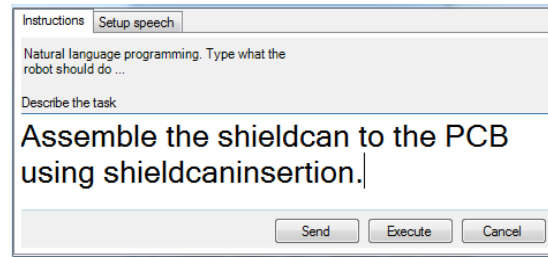 Instructions Setup speech
Natural language programming. Type what the
robot should do ...
Describe the task
Assemble the shieldcan to the PCB
using shieldcaninsertion.
Send Execute Cancel